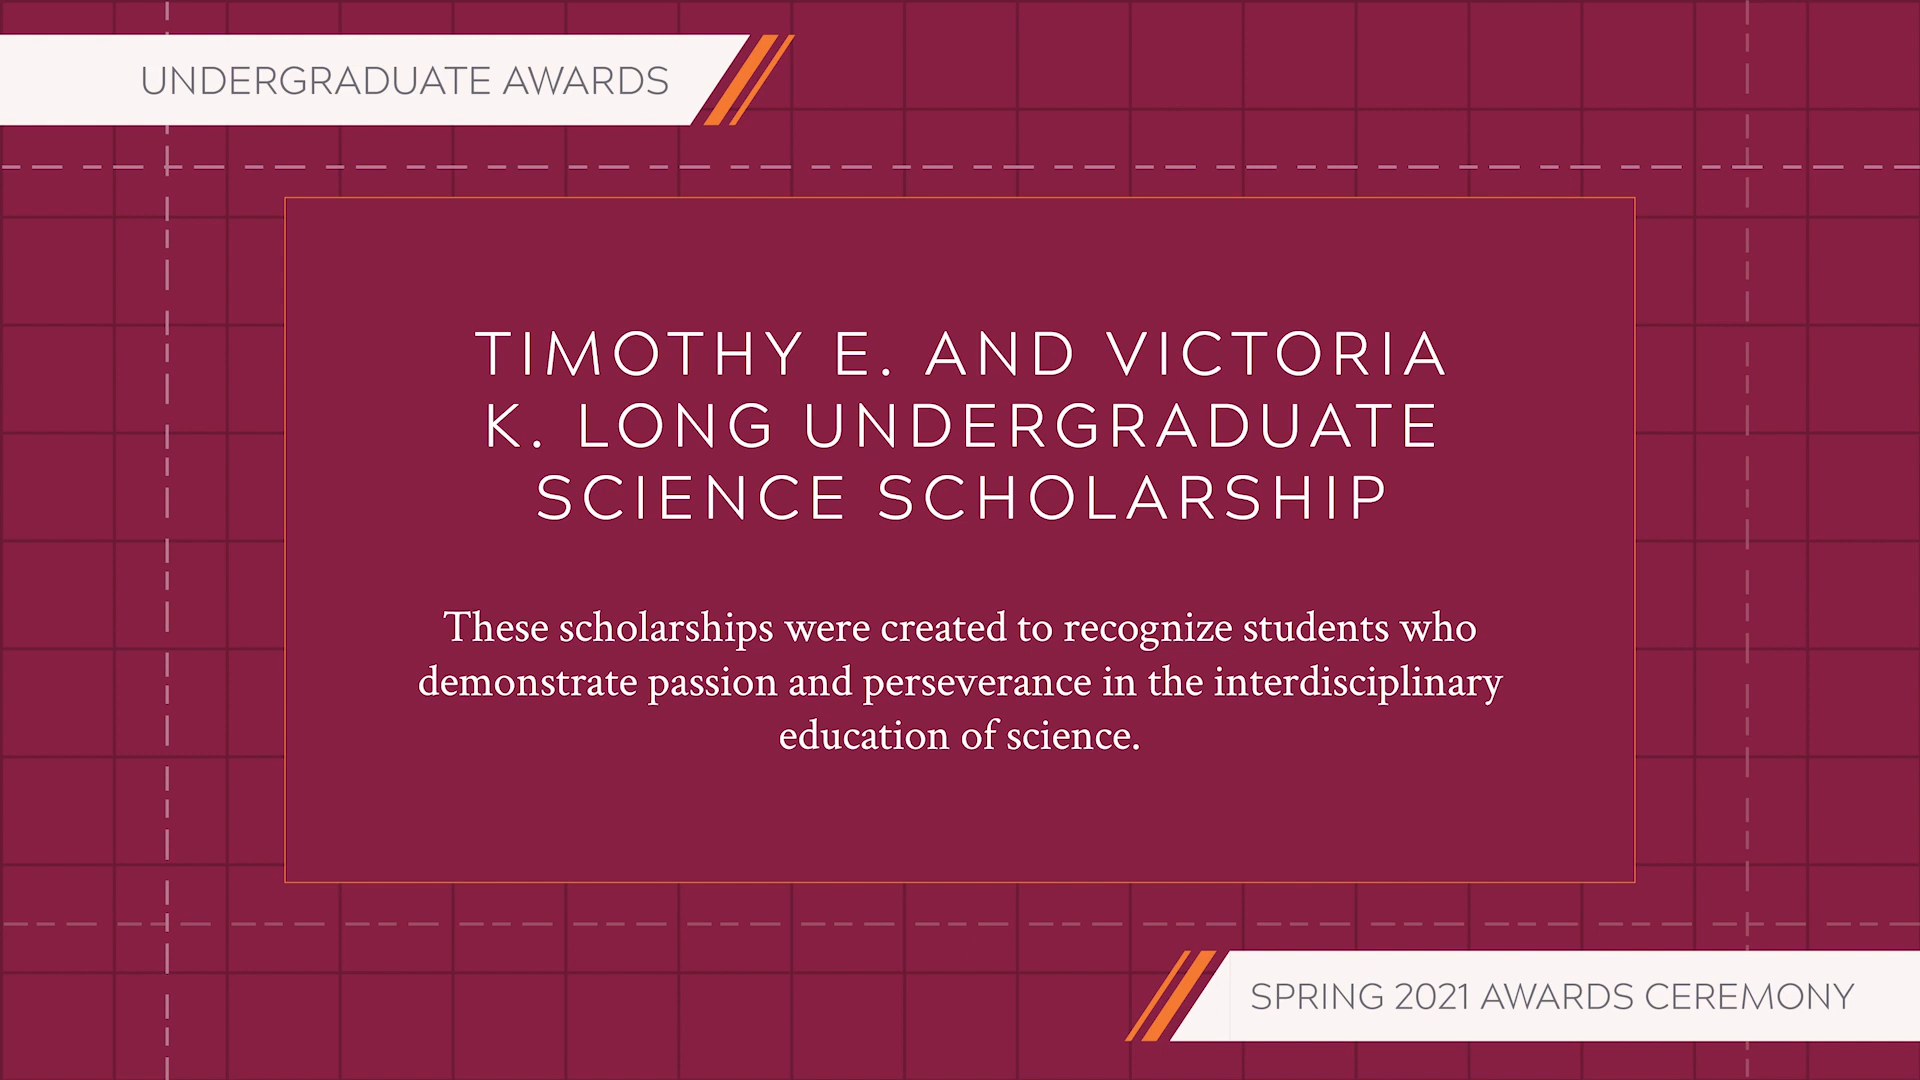 UNDERGRADUATE AWARDS
TIMOTHY E. AND VICTORIA
K. LONG UNDERGRADUATE
SCIENCE SCHOLARSHIP
These scholarships were created to recognize students who
demonstrate passion and perseverance in the interdisciplinary
education of science.
SPRING 2021 AWARDS CEREMONY